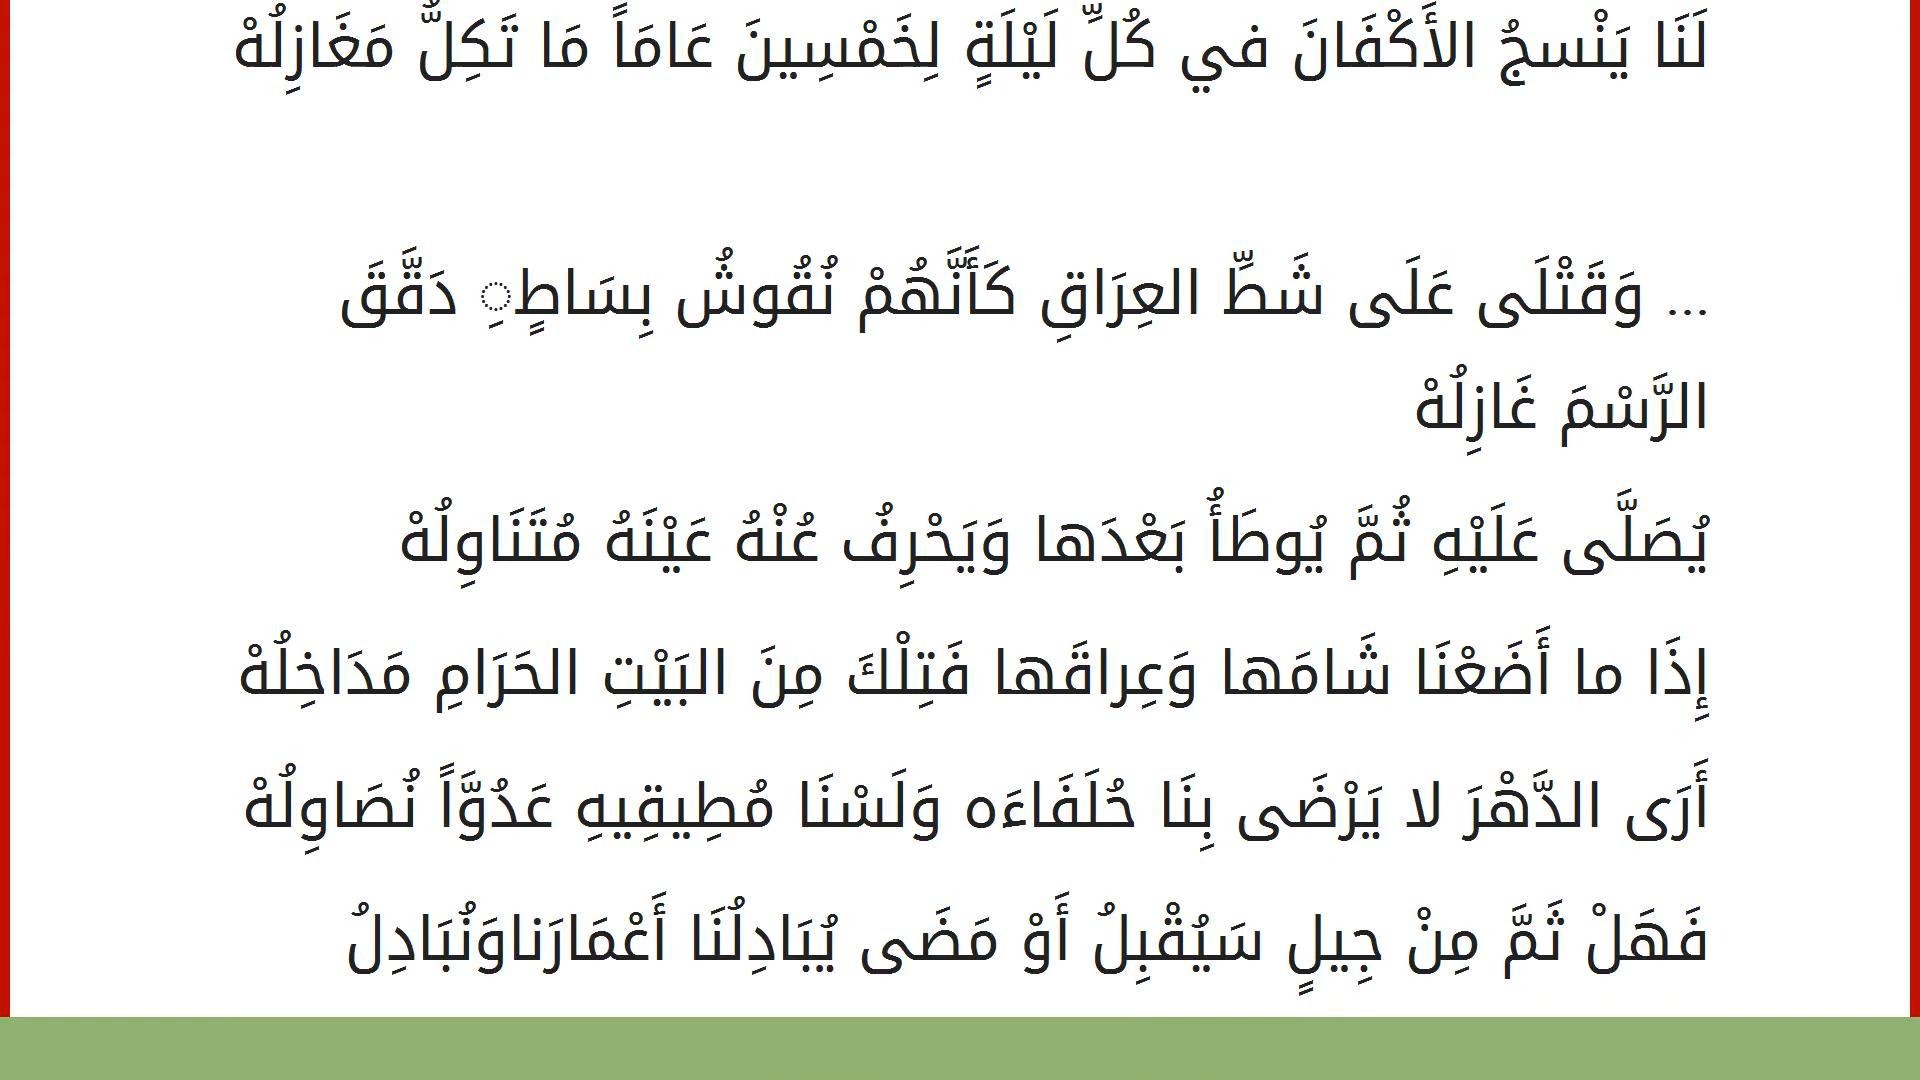 لَنَا يَنْسجُ الأَكْفَانَ في كُلِّ لَيْلَةٍ لِخَمْسِينَ عَامَاً مَا تَكِلُّ مَغَازِلُهْ
... وَقَتْلَى عَلَى شَطِّ العِرَاقِ كَأَنَّهُمْ نُقُوشُ بِسَاطٍِ دَقَّقَ
الرَّسْمَ غَازِلُهْ
يُصَلَّى عَلَيْهِ ثُمَّ يُوطَأُ بَعْدَها وَيَحْرِفُ عُنْهُ عَيْنَهُ مُتَنَاوِلُهْ
إِذَا ما أَضَعْنَا شَامَها وَعِراقَها فَتِلْكَ مِنَ البَيْتِ الحَرَامِ مَدَاخِلُهْ
أَرَى الدَّهْرَ لا يَرْضَى بِنَا حُلَفَاءَه وَلَسْنَا مُطِيقِيهِ عَدُوَّاً نُصَاوِلُهْ
فَهَلْ ثَمَّ مِنْ جِيلٍ سَيُقْبِلُ أَوْ مَضَى يُبَادِلُنَا أَعْمَارَناوَنُبَادِلُ